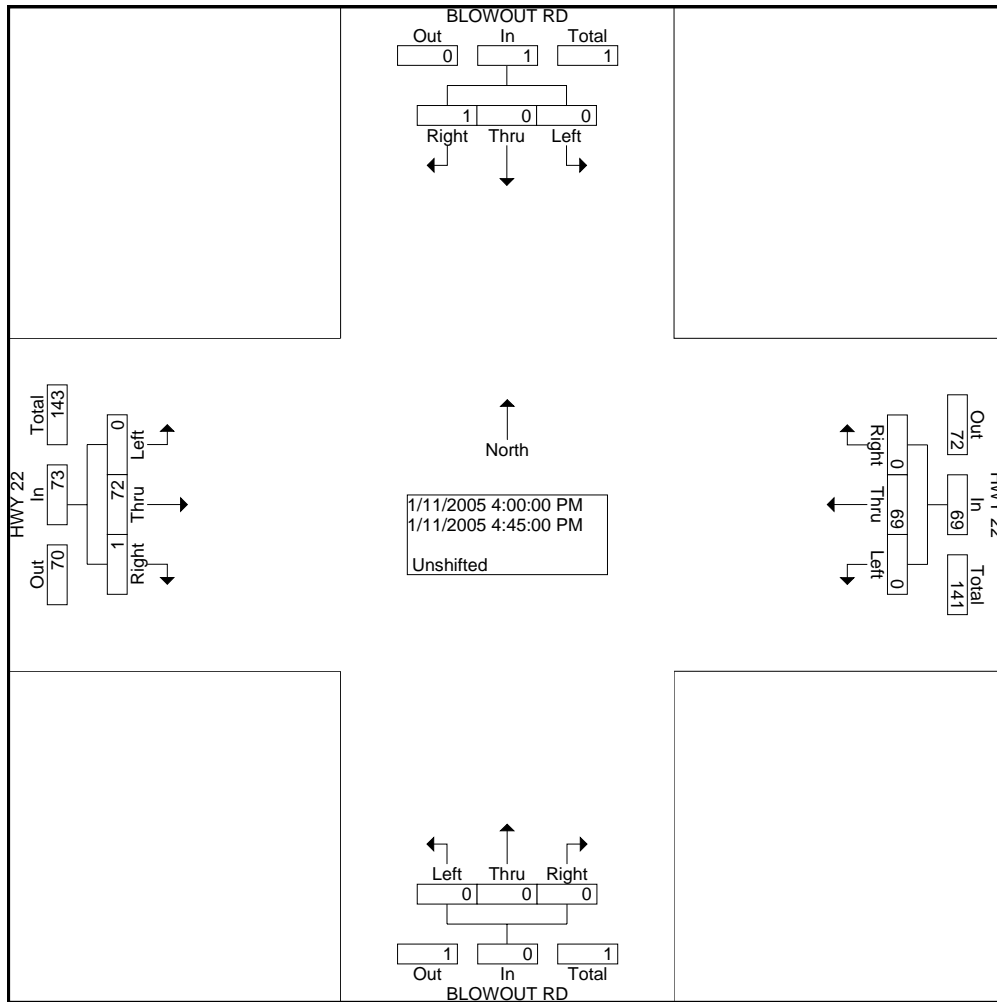 BLOWOUT RD
Out In Total
0 1 1
1 0 0
Right Thru Left
HWY 22
Total In Out
143 73 70
0 72 1
Left Thru Right
North
1/11/2005 4:00:00 PM
1/11/2005 4:45:00 PM
Unshifted
Right Thru Left
0 69 0
Out In Total
72 69 141
HWY 22
Left Thru Right
0 0 0
1 0 1
Out In Total
BLOWOUT RD